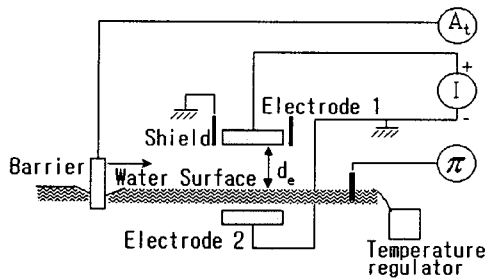 At
+
I
-
Electrode 1
Shield
de
Barrier
Water Surface
π
Electrode 2
Temperature
regulator